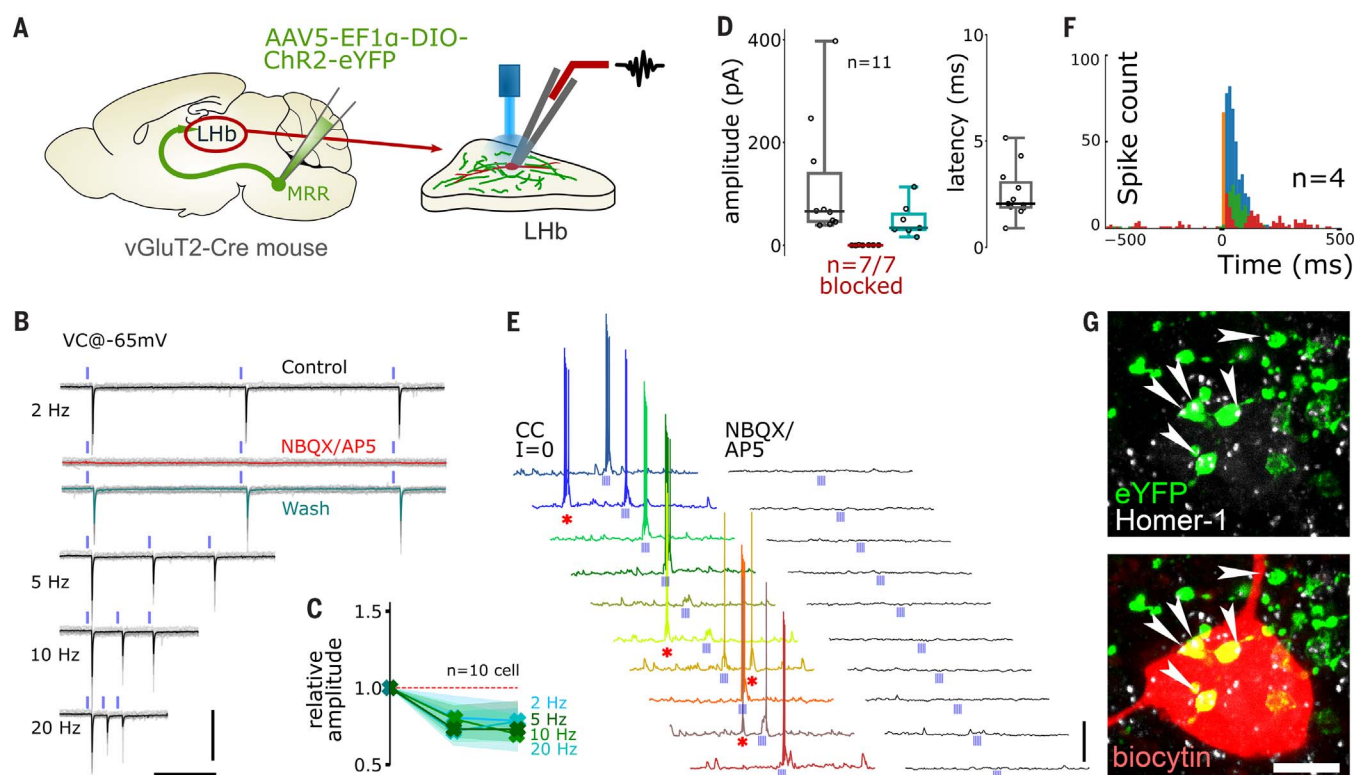 A
AAV5-EF1α-DIO-
ChR2-eYFP
LHb
MRR
vGluT2-Cre mouse
LHb
B
VC@-65mV
Control
2 Hz
NBQX/AP5
Wash
5 Hz
10 Hz
20 Hz
C
relative
amplitude
1.5
1.0
0.5
n=10 cell
2 Hz
5 Hz
10 Hz
20 Hz
D
amplitude (pA)
400
200
0
n=11
n=7/7
blocked
latency (ms)
10
5
0
E
CC
I=0
NBQX/
AP5
*
*
*
*
F
Spike count
100
50
0
n=4
−500
0
500
Time (ms)
G
eYFP
Homer-1
biocytin